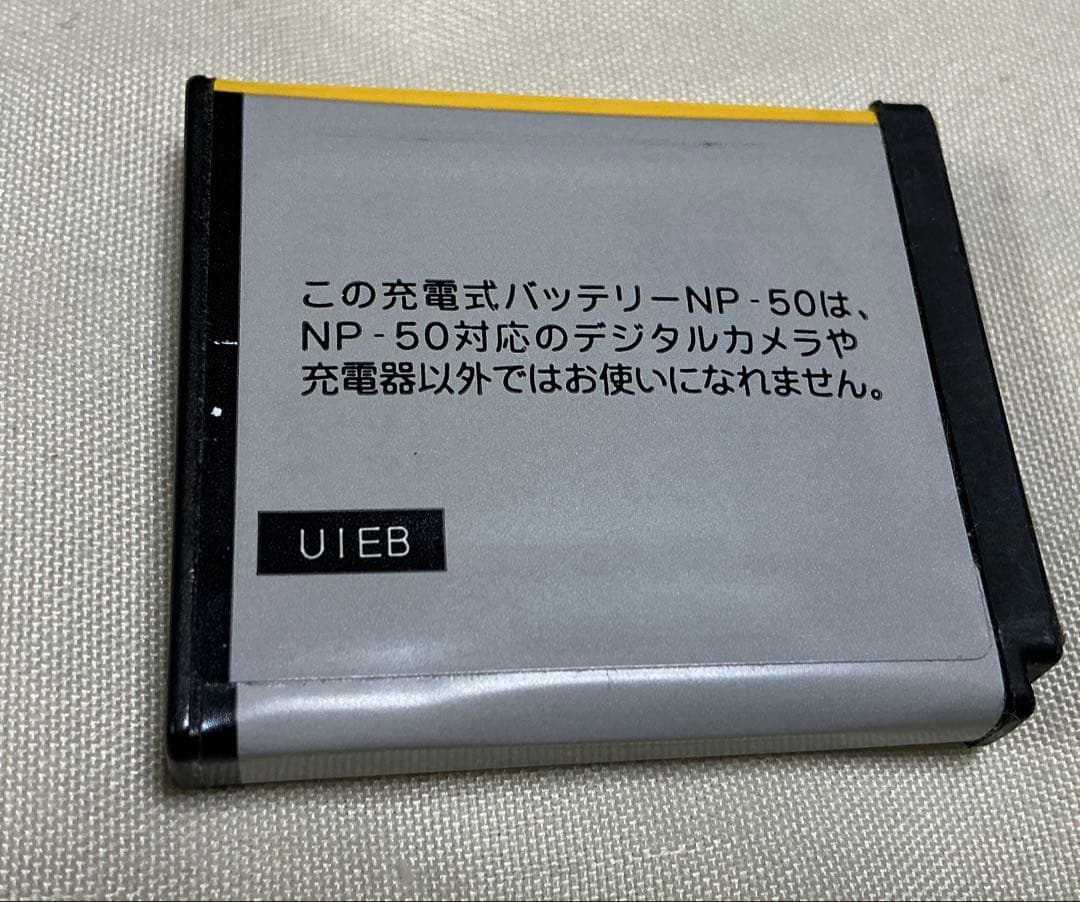 この充電式バッテリーNP-50は、
NP-50対応のデジタルカメラや
充電器以外ではお使いになれません。
UIEB